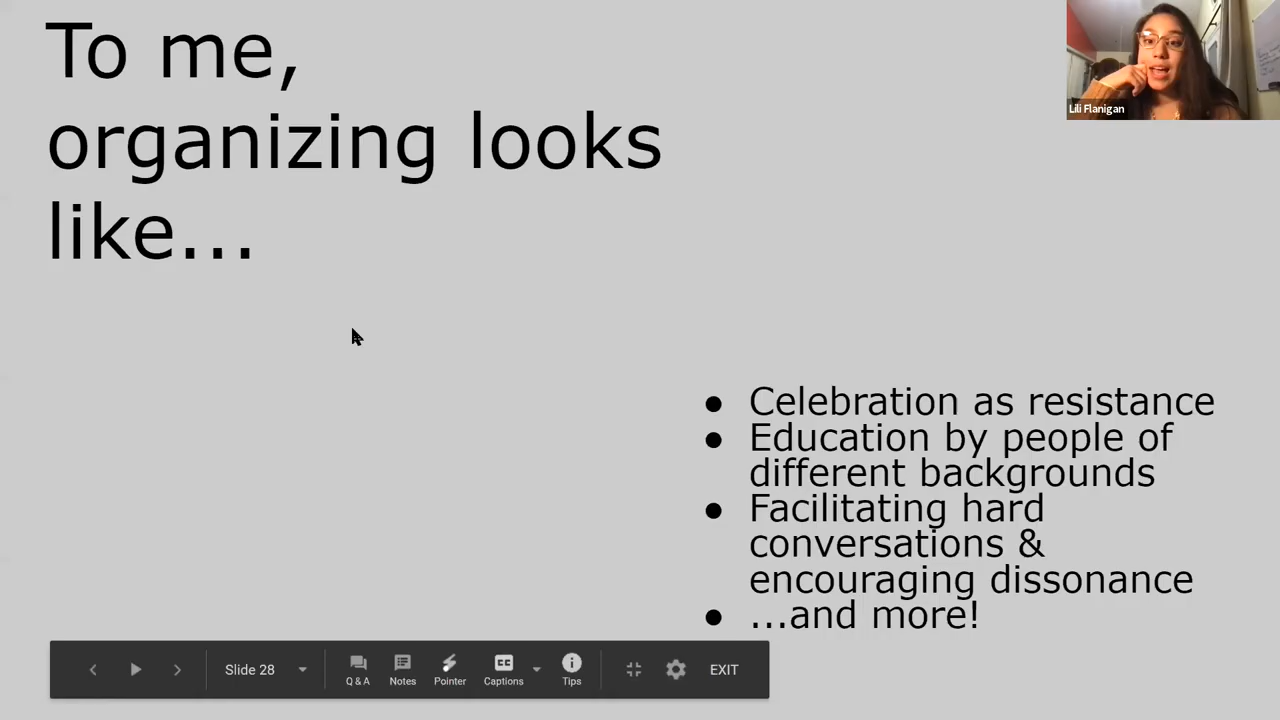 To me,
organizing looks
like...
Lili Flanigan
● Celebration as resistance
● Education by people of
different backgrounds
● Facilitating hard
conversations &
encouraging dissonance
● ...and more!
Slide 28
Q & A
Notes
Pointer
CC
Captions
Tips
EXIT